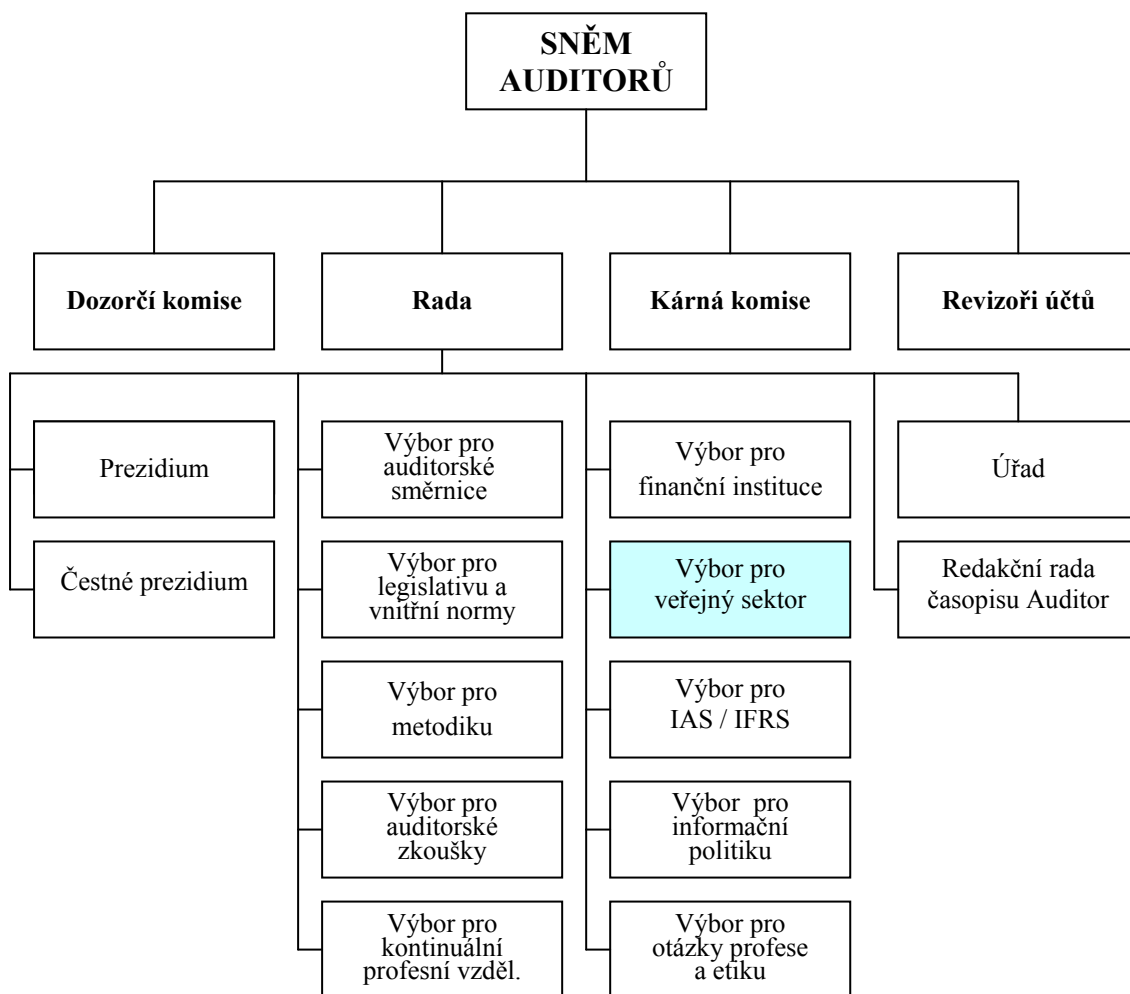 SNĚM
AUDITORŮ
Dozorčí komise
Rada
Kárná komise
Revizoři účtů
Prezidium
Výbor pro
auditorské
směrnice
Výbor pro
finanční instituce
Úřad
Čestné prezidium
Výbor pro
legislativu a
vnitřní normy
Výbor pro
veřejný sektor
Redakční rada
časopisu Auditor
Výbor pro
metodiku
Výbor pro
IAS / IFRS
Výbor pro
auditorské
zkoušky
Výbor pro
informační
politiku
Výbor pro
kontinuální
profesní vzděl.
Výbor pro
otázky profese
a etiku